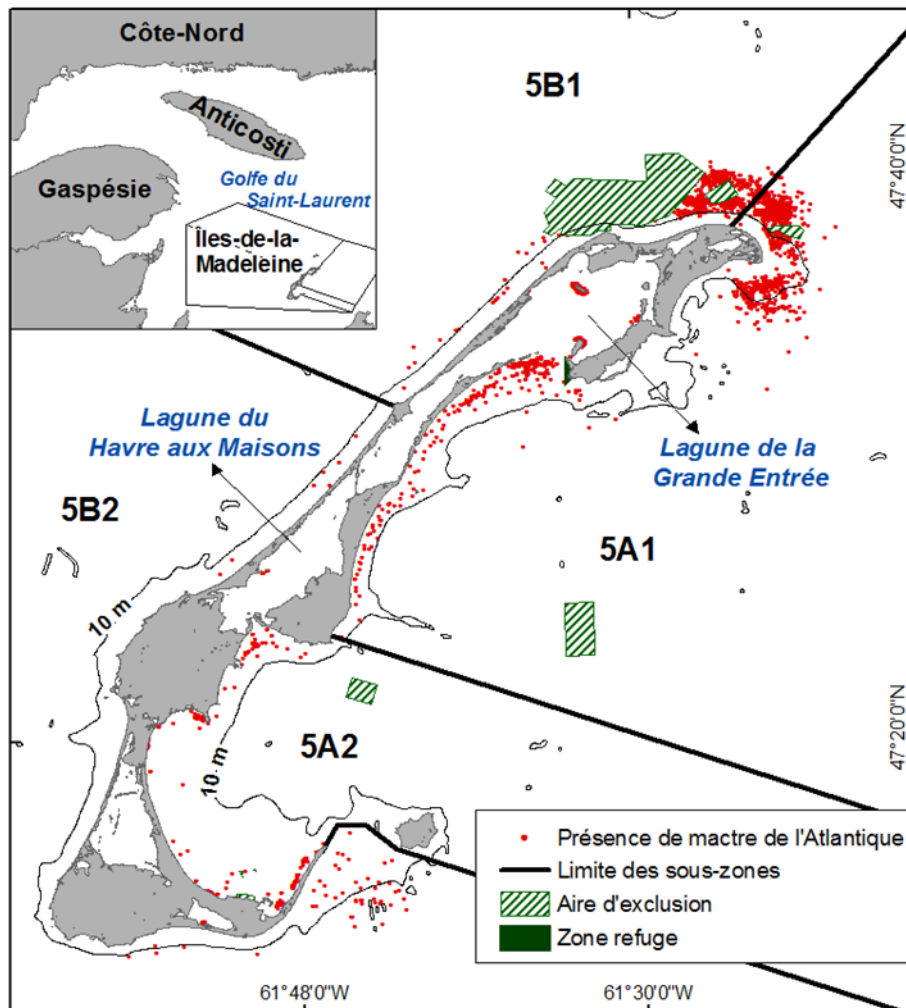 Côte-Nord
Anticosti
Gaspésie
Golfe du
Saint-Laurent
Îles-de-la-
Madeleine
5B1
47°40'0"N
Lagune du
Havre aux Maisons
Lagune de la
Grande Entrée
5B2
5A1
10 m
47°20'0"N
5A2
10 m
Présence de mactre de l'Atlantique
Limite des sous-zones
Aire d'exclusion
Zone refuge
61°48'0"W
61°30'0"W